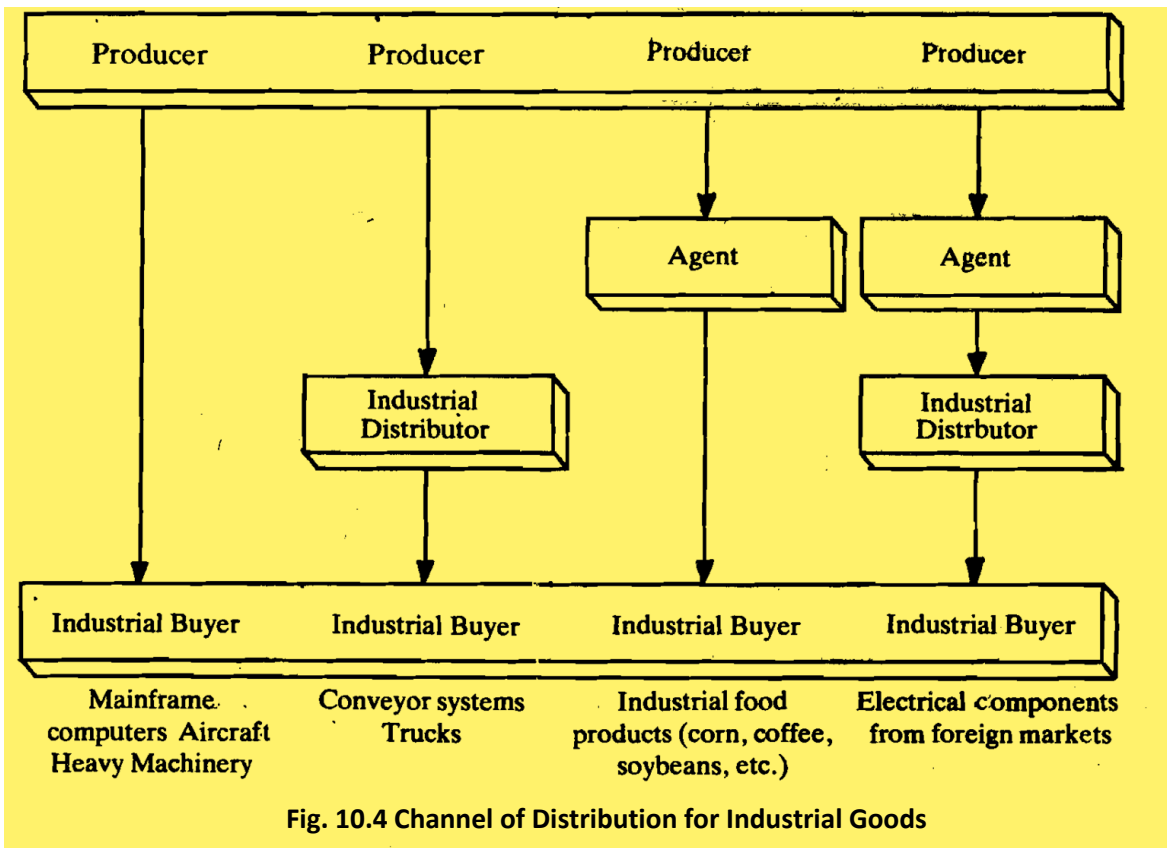 Producer Producer Producer Producer
Agent Agent
Industrial Industrial
Distributor Distrbutor
Industrial Buyer Industrial Buyer Industrial Buyer Industrial Buyer
Mainframe
computers Aircraft
Heavy Machinery
Conveyor systems
Trucks
Industrial food
products (corn, coffee,
soybeans, etc.)
Electrical components
from foreign markets
Fig. 10.4 Channel of Distribution for Industrial Goods